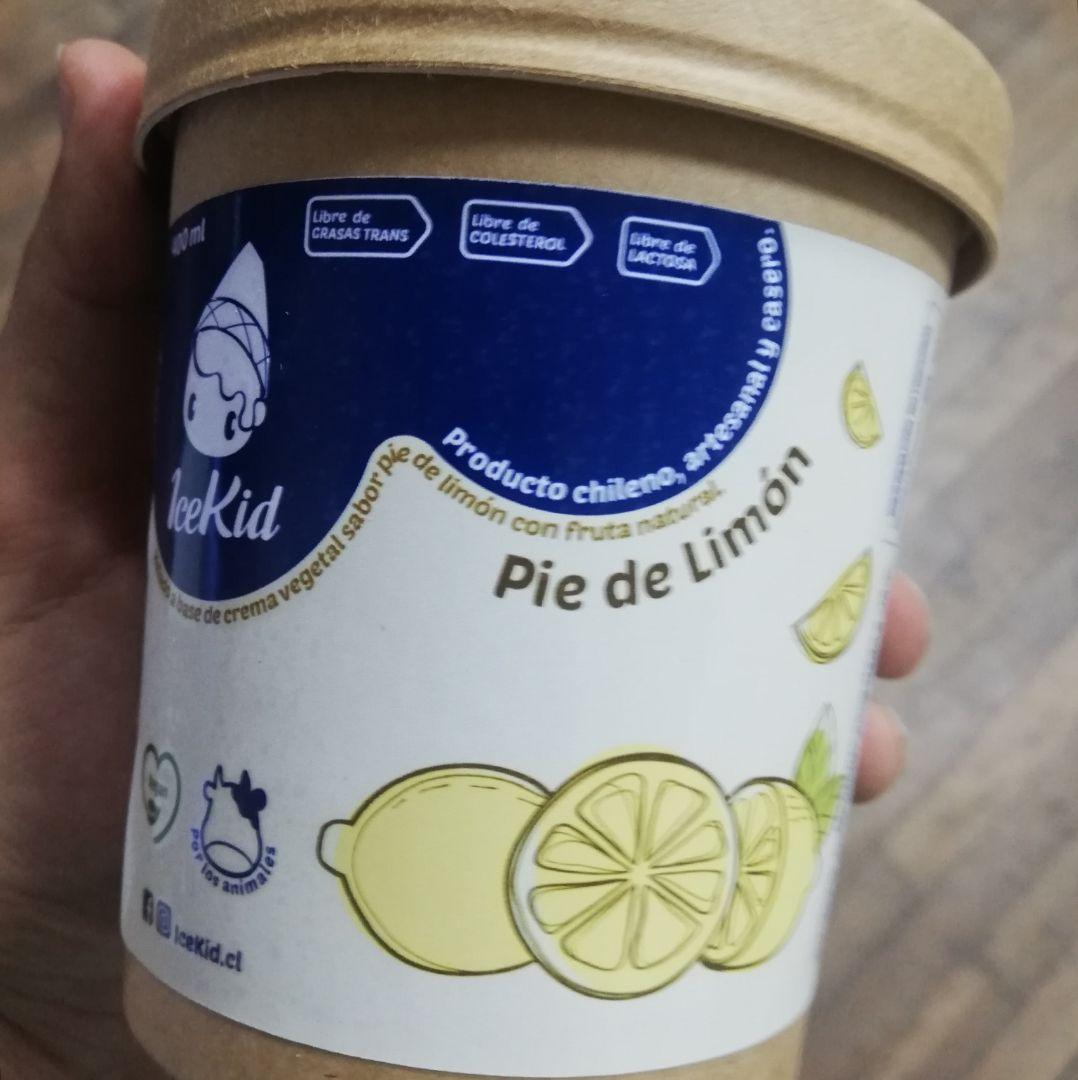 400 ml
Libre de
GRASAS TRANS
Libre de
COLESTEROL
Libre de
LACTOSA
IceKid
Producto chileno, artesanal y casero.
a base de crema vegetal sabor pie de limón con fruta natural.
Pie de Limón
por los animales
IceKid.cl